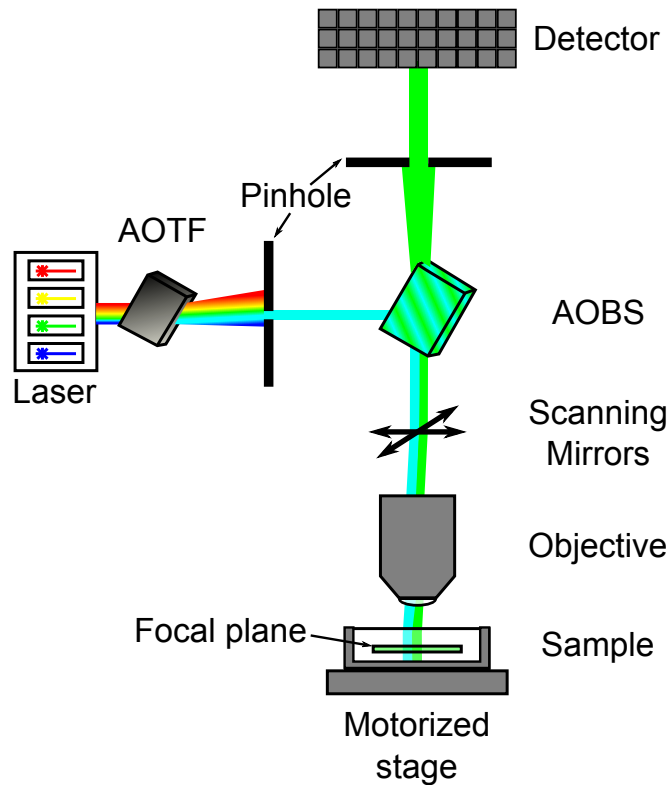 Detector
Pinhole
AOTF
AOBS
Laser
Scanning
Mirrors
Objective
Focal plane
Sample
Motorized
stage